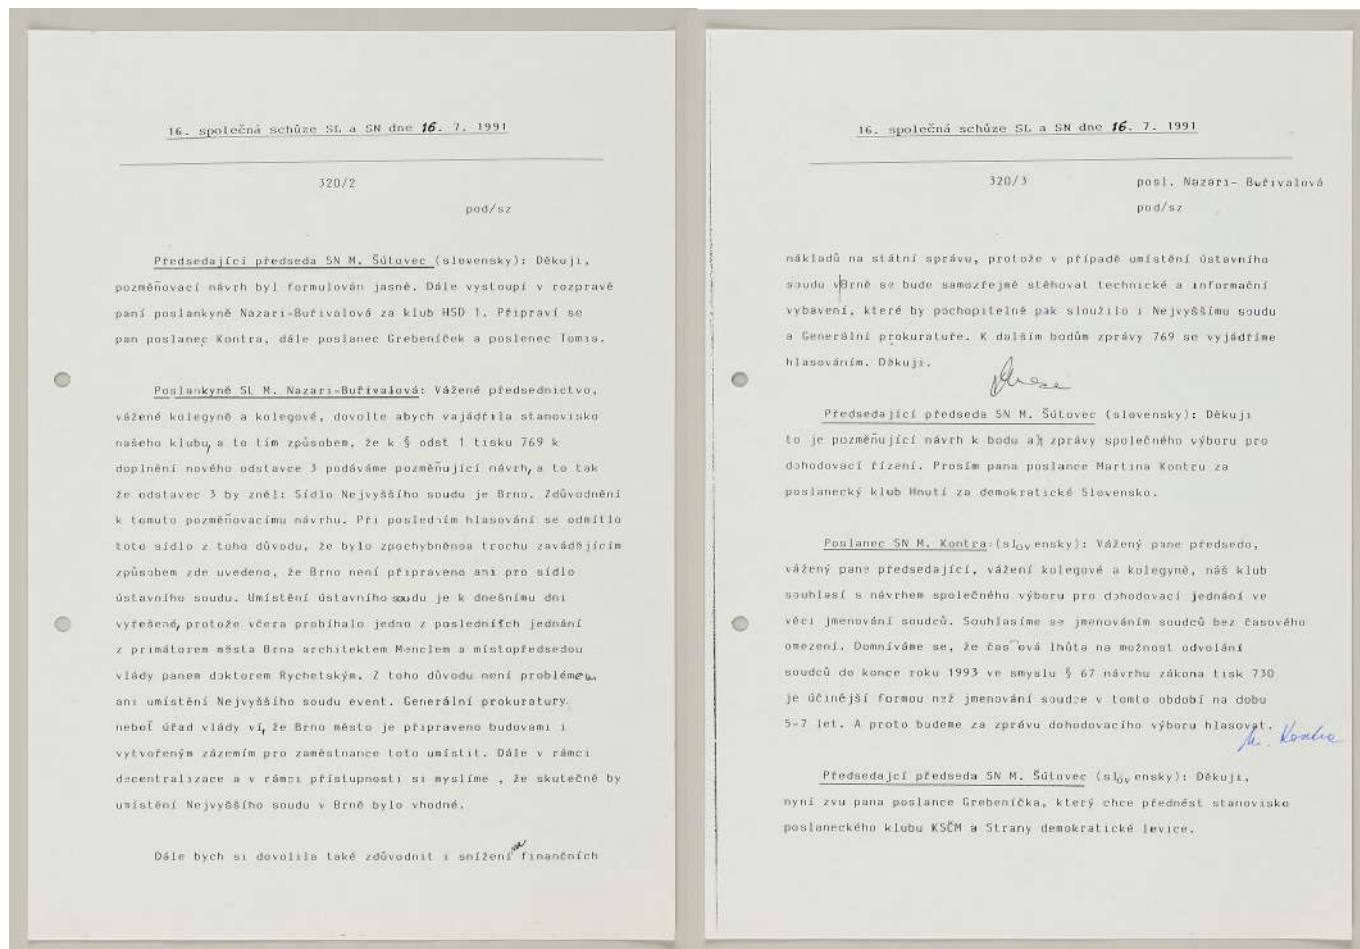 16. společná schůze SL a SN dne 16. 7. 1991
320/2
pod/sz
Předsedající předseda SN M. Šútovec (slovensky): Děkuji,
pozměňovací návrh byl formulován jasně. Dále vystoupí v rozpravě
paní poslankyně Nazari-Buřivalová za klub HSD 1. Připraví se
pan poslanec Kontra, dále poslanec Grebeníček a poslenec Tomis.
Poslankyně SL M. Nazari-Buřivalová: Vážené předsednictvo,
vážené kolegyně a kolegové, dovolte abych vajádřila stanovisko
našeho klubu, a to tím způsobem, že k § odst 1 tisku 769 k
doplnění nového odstavce 3 podáváme pozměňující návrh, a to tak
že odstavec 3 by zněl: Sídlo Nejvyššího soudu je Brno. Zdůvodnění
k tomuto pozměňovacímu návrhu. Při posledním hlasování se odmítlo
toto sídlo z toho důvodu, že bylo zpochybněnoa trochu zavádějícím
způsobem zde uvedeno, že Brno není připraveno ani pro sídlo
ústavního soudu. Umístění ústavního soudu je k dnešnímu dni
vyřešené, protože včera probíhalo jedno z posledních jednání
z primátorem města Brna architektem Menclem a místopředsedou
vlády panem doktorem Rychetským. Z toho důvodu není problémem
ani umístění Nejvyššího soudu event. Generální prokuratury.
neboť úřad vlády ví, že Brno město je připraveno budovami i
vytvořeným zázemím pro zaměstnance toto umístit. Dále v rámci
decentralizace a v rámci přístupnosti si myslíme , že skutečně by
umístění Nejvyššího soudu v Brně bylo vhodné.
Dále bych si dovolila také zdůvodnit i snížení finančních
16. společná schůze SL a SN dne 16. 7. 1991
320/3 posl. Nazari- Buřivalová
pod/sz
nákladů na státní správu, protože v případě umístění ústavního
soudu v Brně se bude samozřejmě stěhovat technické a informační
vybavení, které by pochopitelně pak sloužilo i Nejvyššímu soudu
a Generální prokuratuře. K dalším bodům zprávy 769 se vyjádříme
hlasováním. Děkuji.
Předsedající předseda SN M. Šútovec (slovensky): Děkuji
to je pozměňující návrh k bodu a) zprávy společného výboru pro
dohodovací řízení. Prosím pana poslance Martina Kontru za
poslanecký klub Hnutí za demokratické Slovensko.
Poslanec SN M. Kontra (slovensky): Vážený pane předsedo,
vážený pane předsedající, vážení kolegové a kolegyně, náš klub
souhlasí s návrhem společného výboru pro dohodovací jednání ve
věci jmenování soudců. Souhlasíme se jmenováním soudců bez časového
omezení. Domníváme se, že časová lhůta na možnost odvolání
soudců do konce roku 1993 ve smyslu § 67 návrhu zákona tisk 730
je účinější formou než jmenování soudce v tomto období na dobu
5-7 let. A proto budeme za zprávu dohodovacího výboru hlasovat.
M. Kontra
Předsedající předseda SN M. Šútovec (slovensky): Děkuji,
nyní zvu pana poslance Grebeníčka, který chce přednést stanovisko
poslaneckého klubu KSČM a Strany demokratické levice.